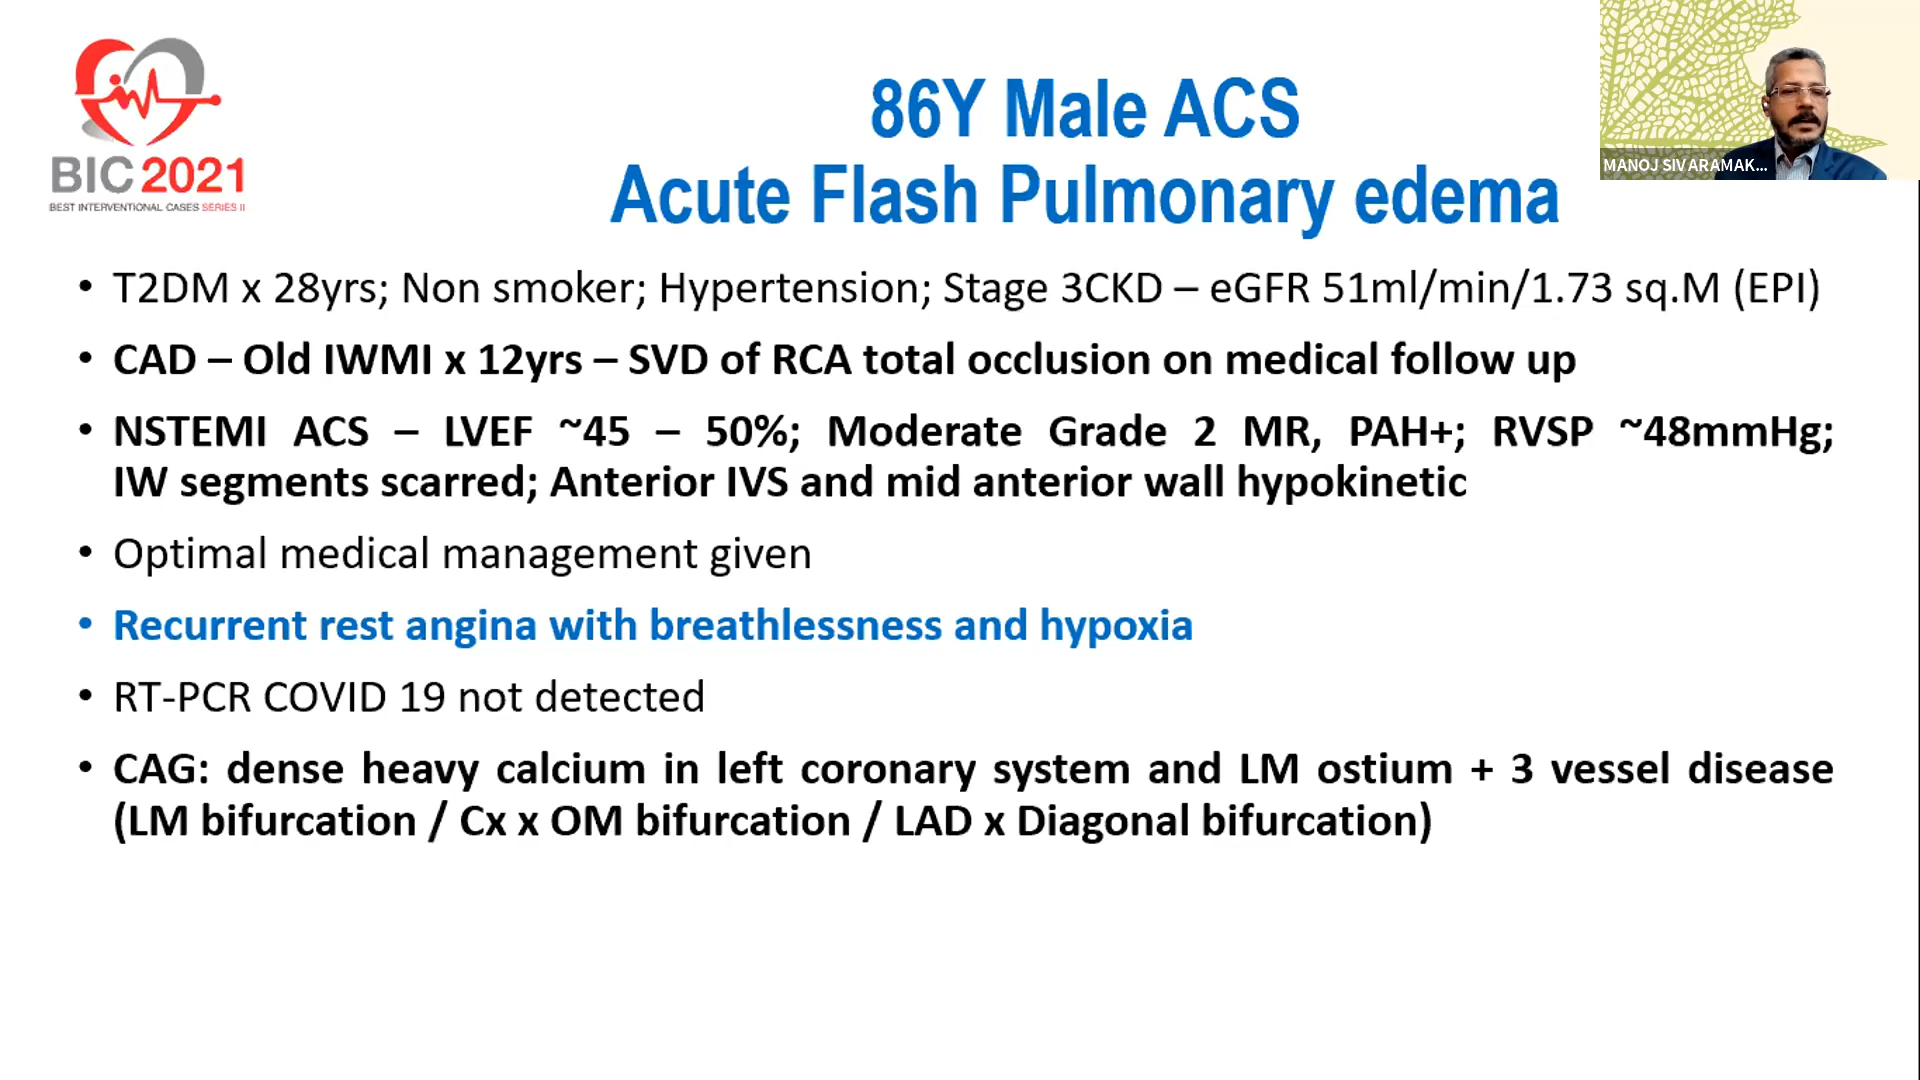 BIC 2021
BEST INTERVENTIONAL CASES SERIES II
86Y Male ACS
Acute Flash Pulmonary edema
MANOJ SIVARAMAK...
• T2DM x 28yrs; Non smoker; Hypertension; Stage 3CKD – eGFR 51ml/min/1.73 sq.M (EPI)
• CAD – Old IWMI x 12yrs – SVD of RCA total occlusion on medical follow up
• NSTEMI ACS – LVEF ~45 – 50%; Moderate Grade 2 MR, PAH+; RVSP ~48mmHg;
IW segments scarred; Anterior IVS and mid anterior wall hypokinetic
• Optimal medical management given
• Recurrent rest angina with breathlessness and hypoxia
• RT-PCR COVID 19 not detected
• CAG: dense heavy calcium in left coronary system and LM ostium + 3 vessel disease
(LM bifurcation / Cx x OM bifurcation / LAD x Diagonal bifurcation)